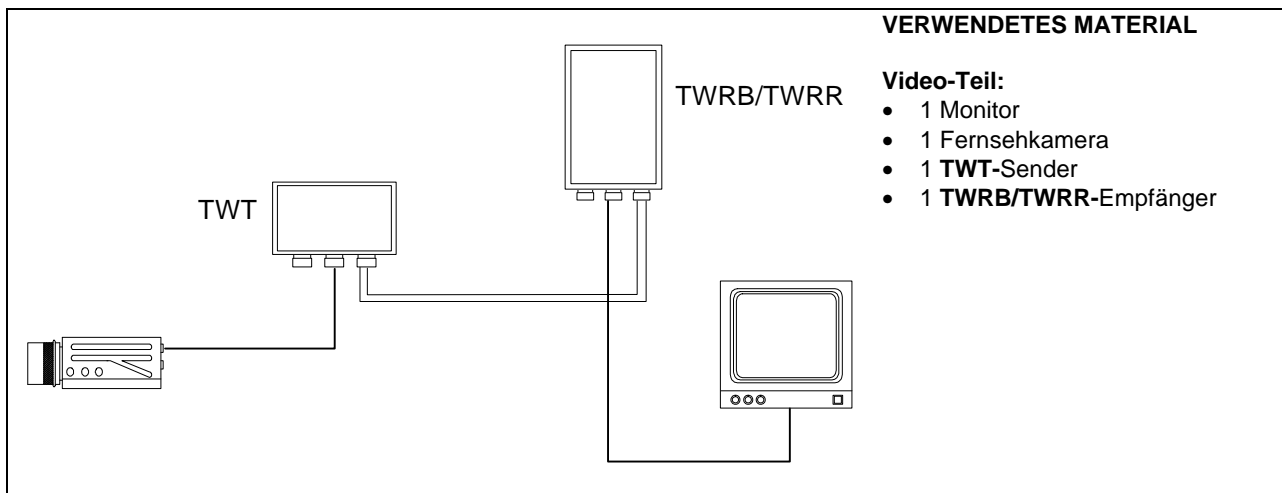 VERWENDETES MATERIAL
TWRB/TWRR
TWT
Video-Teil:
• 1 Monitor
• 1 Fernsehkamera
• 1 TWT-Sender
• 1 TWRB/TWRR-Empfänger